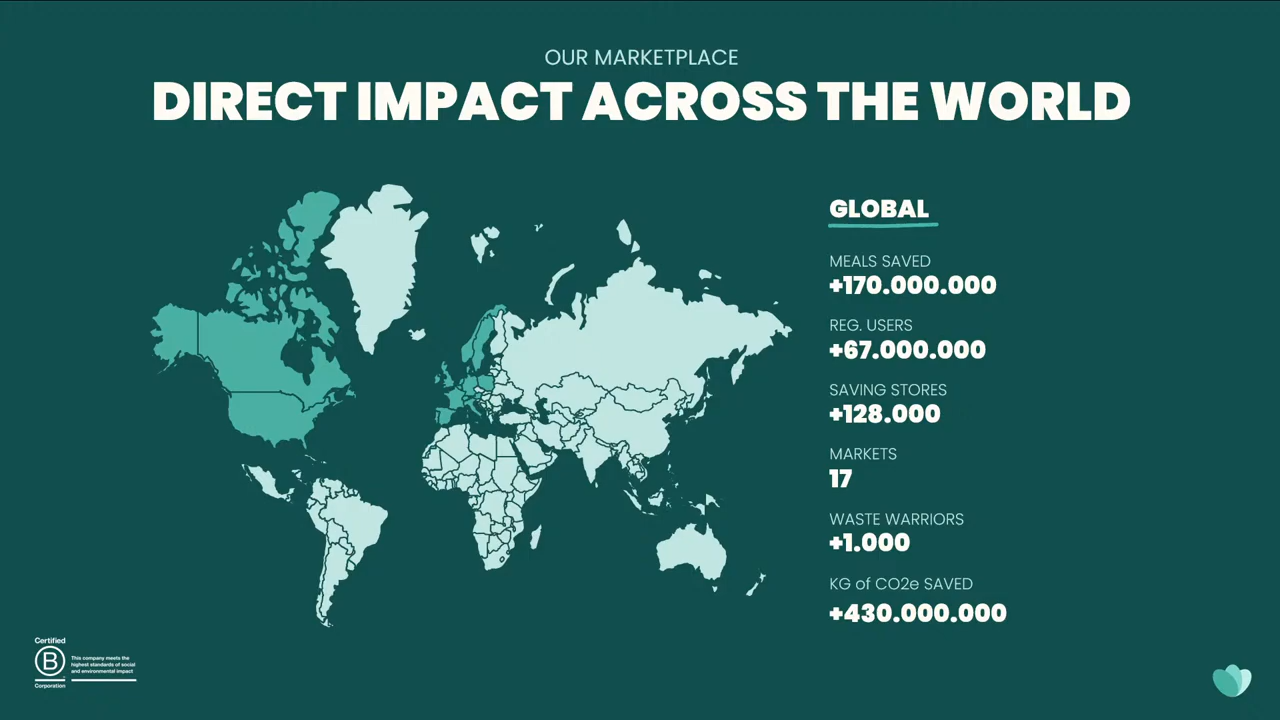 OUR MARKETPLACE
DIRECT IMPACT ACROSS THE WORLD
GLOBAL
MEALS SAVED
+170.000.000
REG. USERS
+67.000.000
SAVING STORES
+128.000
MARKETS
17
WASTE WARRIORS
+1.000
KG of CO2e SAVED
+430.000.000
Certified
B
Corporation
This company meets the
highest standards of social
and environmental impact